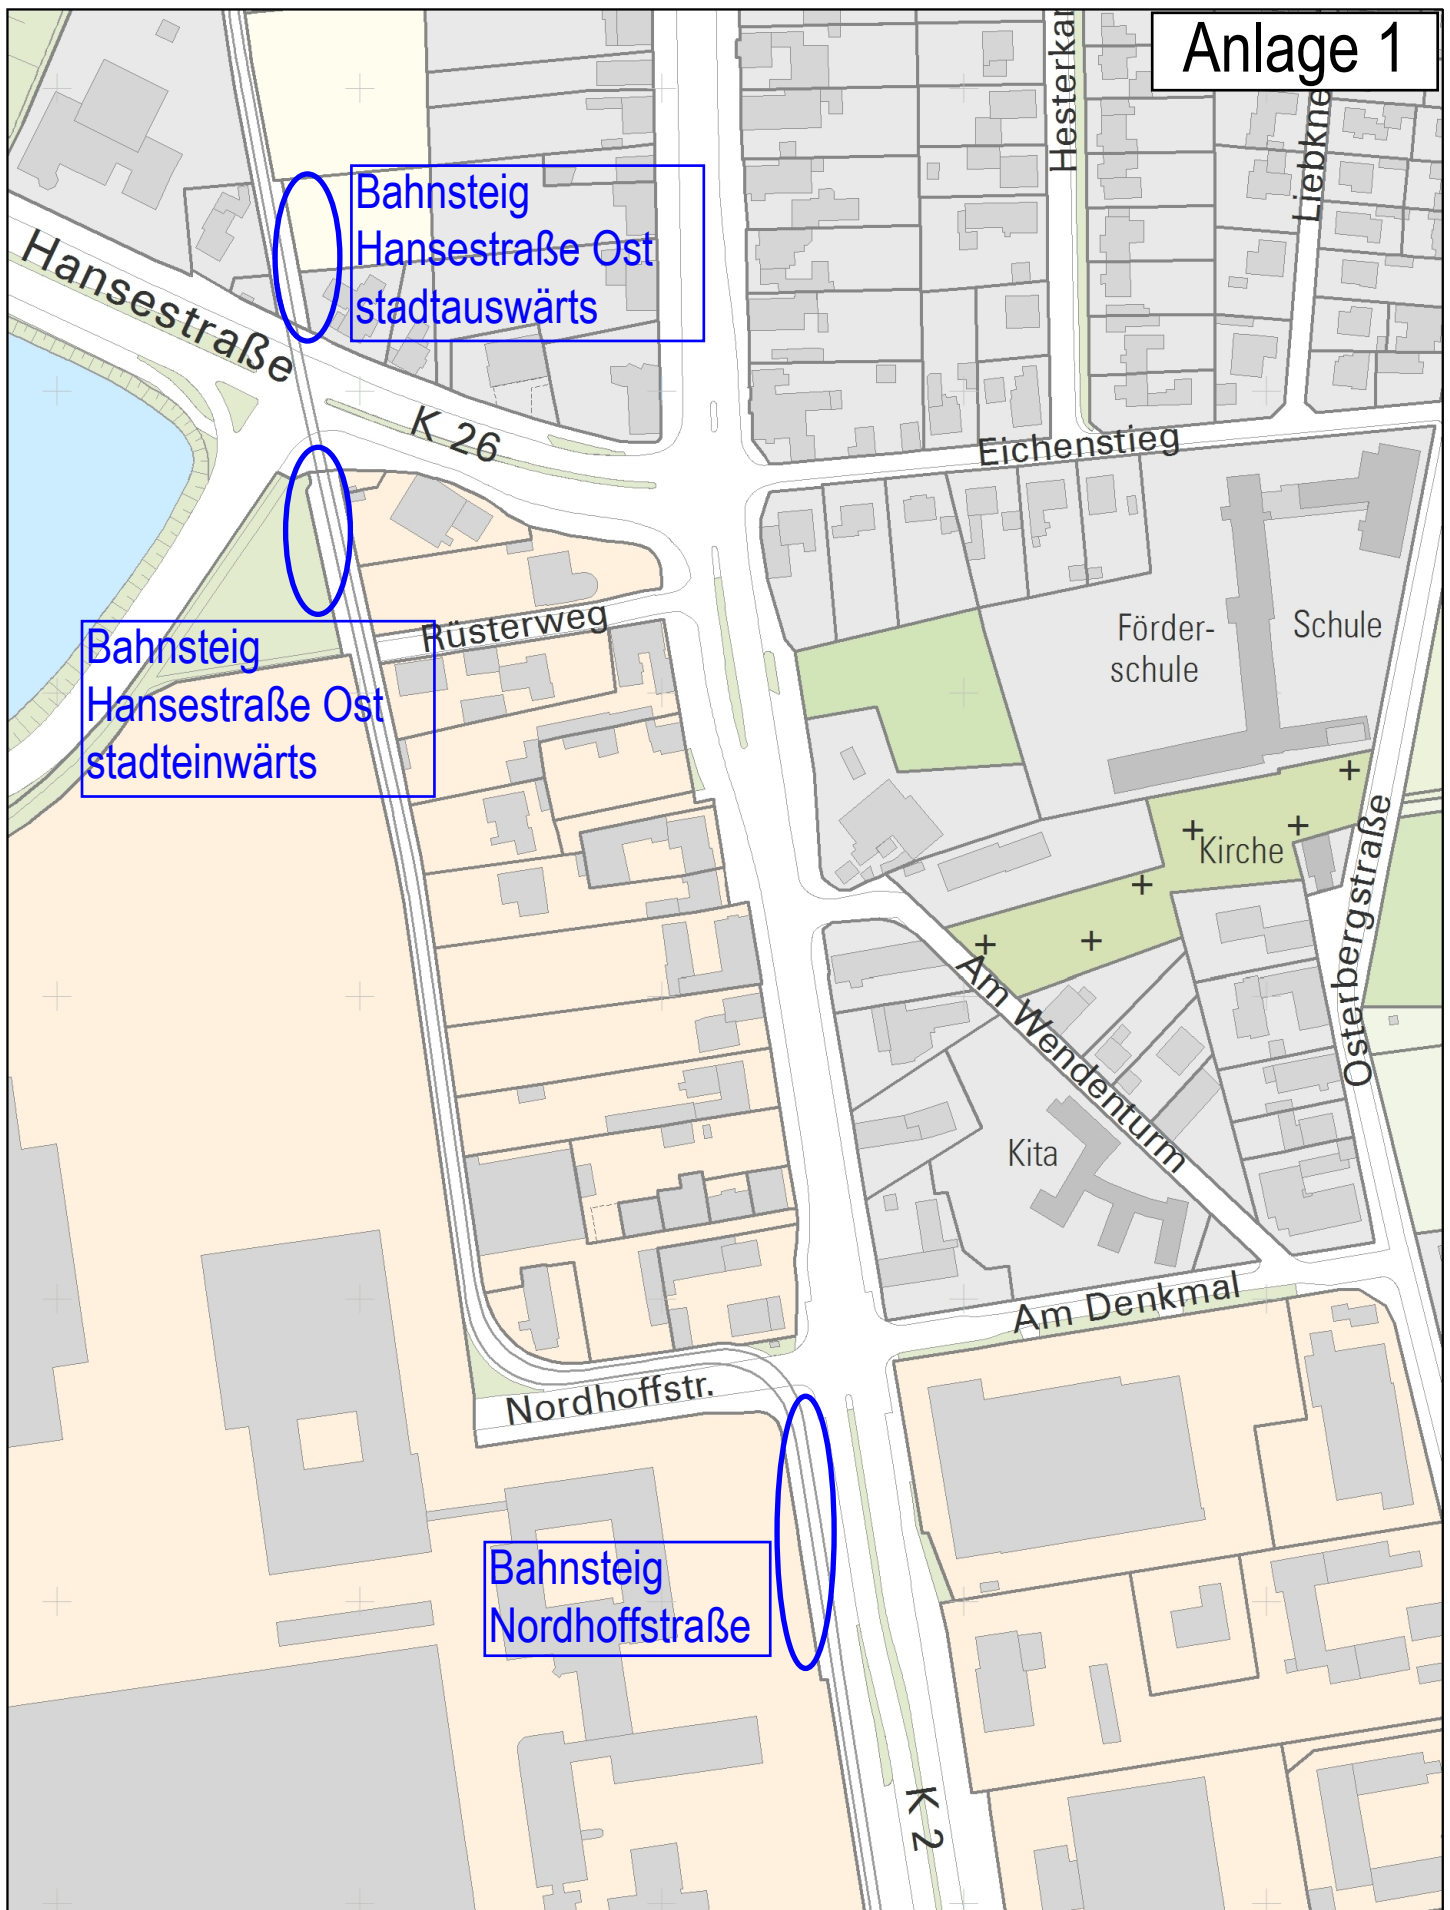 Anlage 1
Hesterka
Liebkne
Bahnsteig
Hansestraße Ost
stadtauswärts
Hansestraße
K 26
Eichenstieg
Förder-
schule
Schule
Rüsterweg
Bahnsteig
Hansestraße Ost
stadteinwärts
Kirche
Osterbergstraße
Am Wendenturm
Kita
Am Denkmal
Nordhoffstr.
Bahnsteig
Nordhoffstraße
K 2